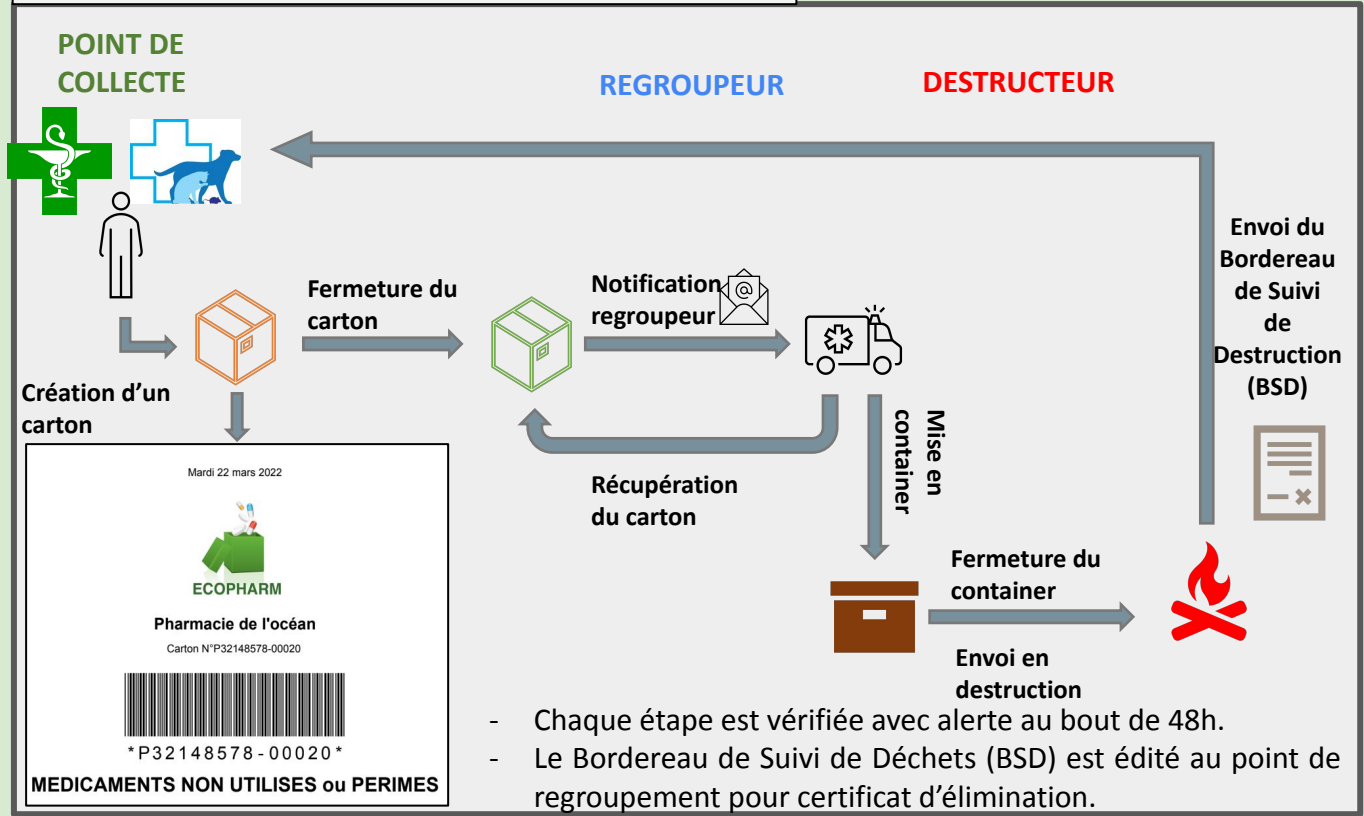 POINT DE
COLLECTE
REGROUPEUR
DESTRUCTEUR
Envoi du
Bordereau
de Suivi
de
Destruction
(BSD)
Fermeture du
carton
Notification
regroupeur
@
Création d’un
carton
Récupération
du carton
Mise en
container
Mardi 22 mars 2022
ECOPHARM
Pharmacie de l'océan
Carton N°P32148578-00020
*P32148578-00020*
MEDICAMENTS NON UTILISES ou PERIMES
Fermeture du
container
Envoi en
destruction
- Chaque étape est vérifiée avec alerte au bout de 48h.
- Le Bordereau de Suivi de Déchets (BSD) est édité au point de
regroupement pour certificat d’élimination.